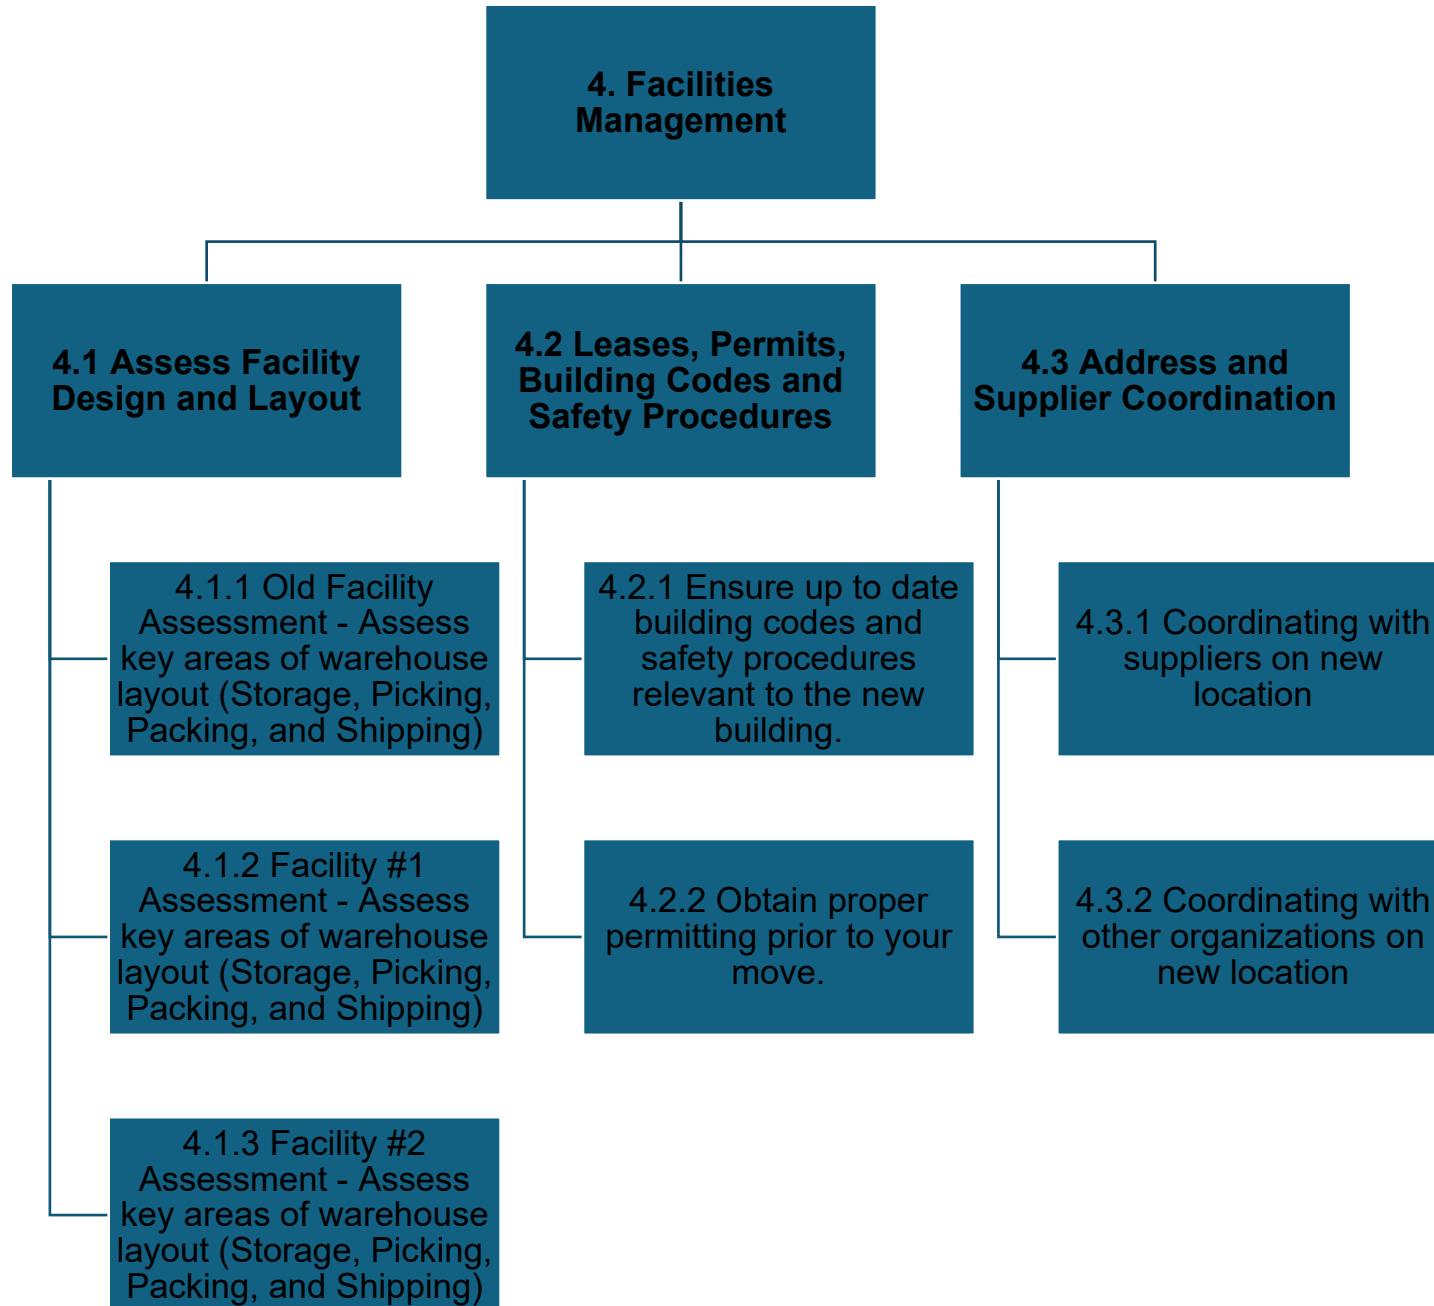 4. Facilities
Management
4.1 Assess Facility
Design and Layout
4.2 Leases, Permits,
Building Codes and
Safety Procedures
4.3 Address and
Supplier Coordination
4.1.1 Old Facility
Assessment - Assess
key areas of warehouse
layout (Storage, Picking,
Packing, and Shipping)
4.2.1 Ensure up to date
building codes and
safety procedures
relevant to the new
building.
4.3.1 Coordinating with
suppliers on new
location
4.1.2 Facility #1
Assessment - Assess
key areas of warehouse
layout (Storage, Picking,
Packing, and Shipping)
4.2.2 Obtain proper
permitting prior to your
move.
4.3.2 Coordinating with
other organizations on
new location
4.1.3 Facility #2
Assessment - Assess
key areas of warehouse
layout (Storage, Picking,
Packing, and Shipping)